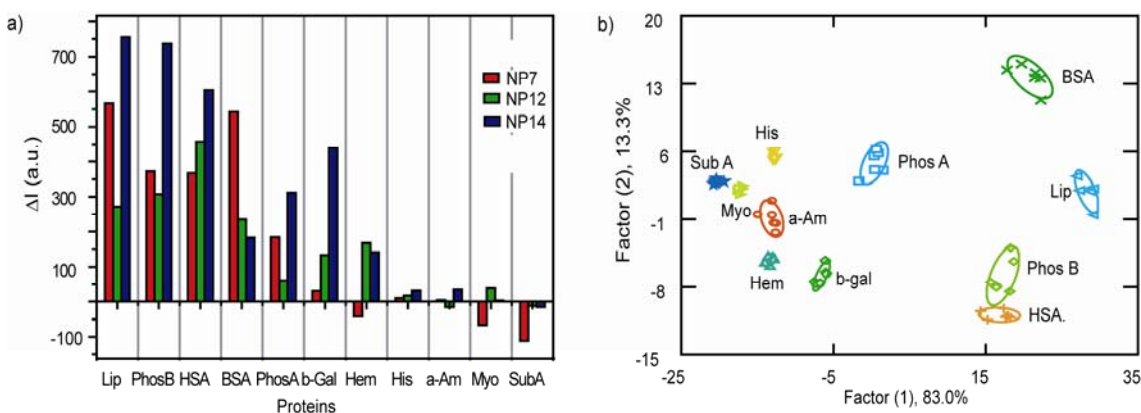 a)
ΔI (a.u.)
700
500
300
100
-100
NP7
NP12
NP14
Lip PhosB HSA BSA PhosA b-Gal Hem His a-Am Myo SubA
Proteins
b)
Factor (2), 13.3%
20
13
6
-1
-8
-15
BSA
His
Sub A
Phos A
Lip
Myo
a-Am
Hem
b-gal
Phos B
HSA.
-25 -5 15 35
Factor (1), 83.0%